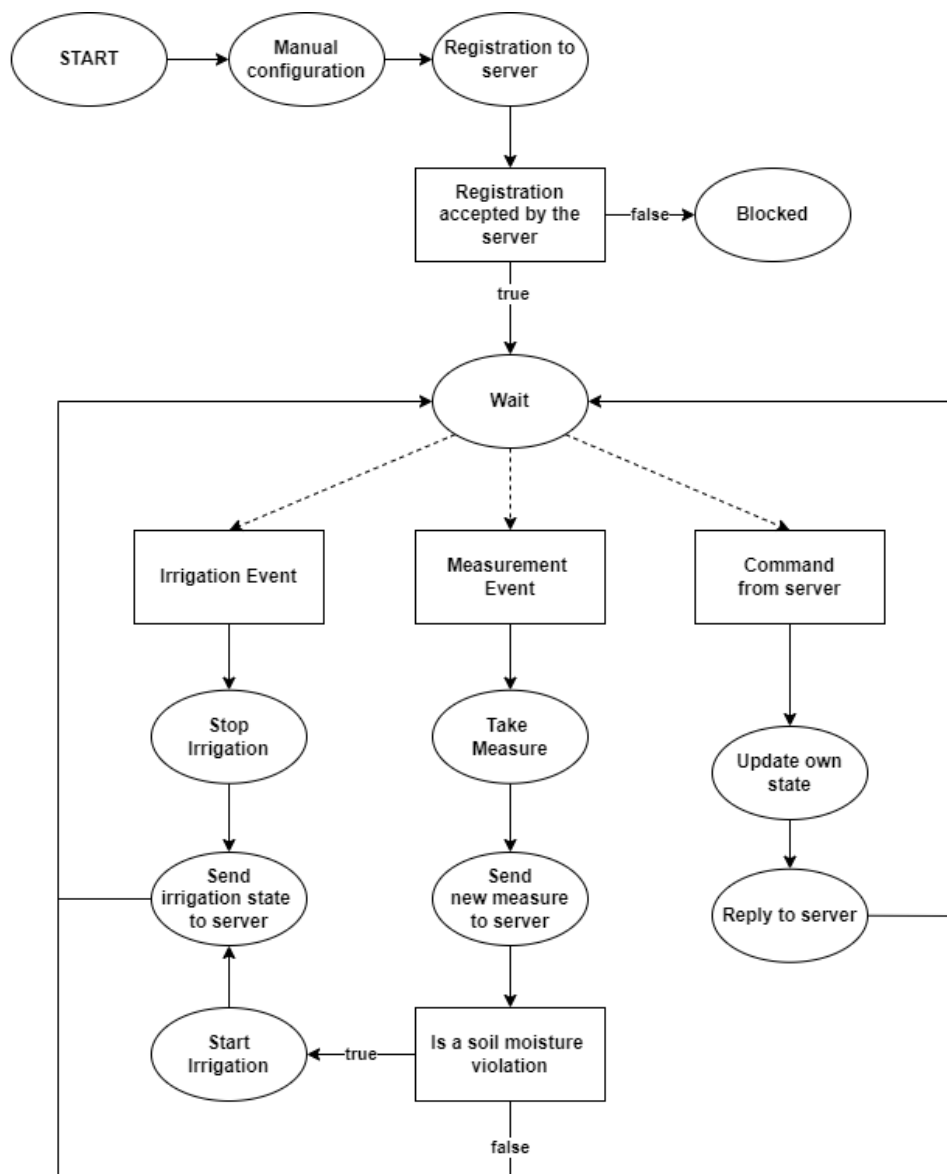 START
Manual
configuration
Registration to
server
Registration
accepted by the
server
false
Blocked
true
Wait
Irrigation Event
Measurement
Event
Command
from server
Stop
Irrigation
Take
Measure
Update own
state
Send
irrigation state
to server
Send
new measure
to server
Reply to server
Start
Irrigation
true
Is a soil moisture
violation
false